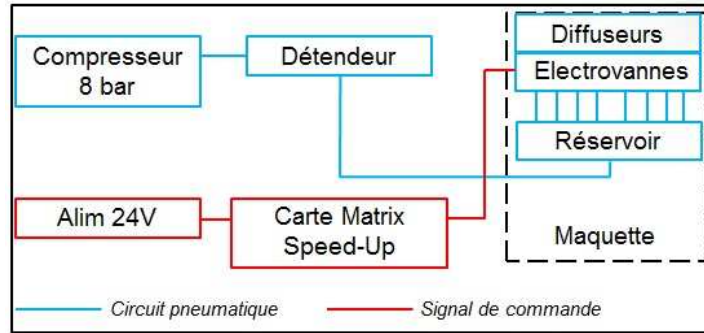 Compresseur
8 bar
Détendeur
Diffuseurs
Electrovannes
Réservoir
Alim 24V
Carte Matrix
Speed-Up
Maquette
Circuit pneumatique
Signal de commande